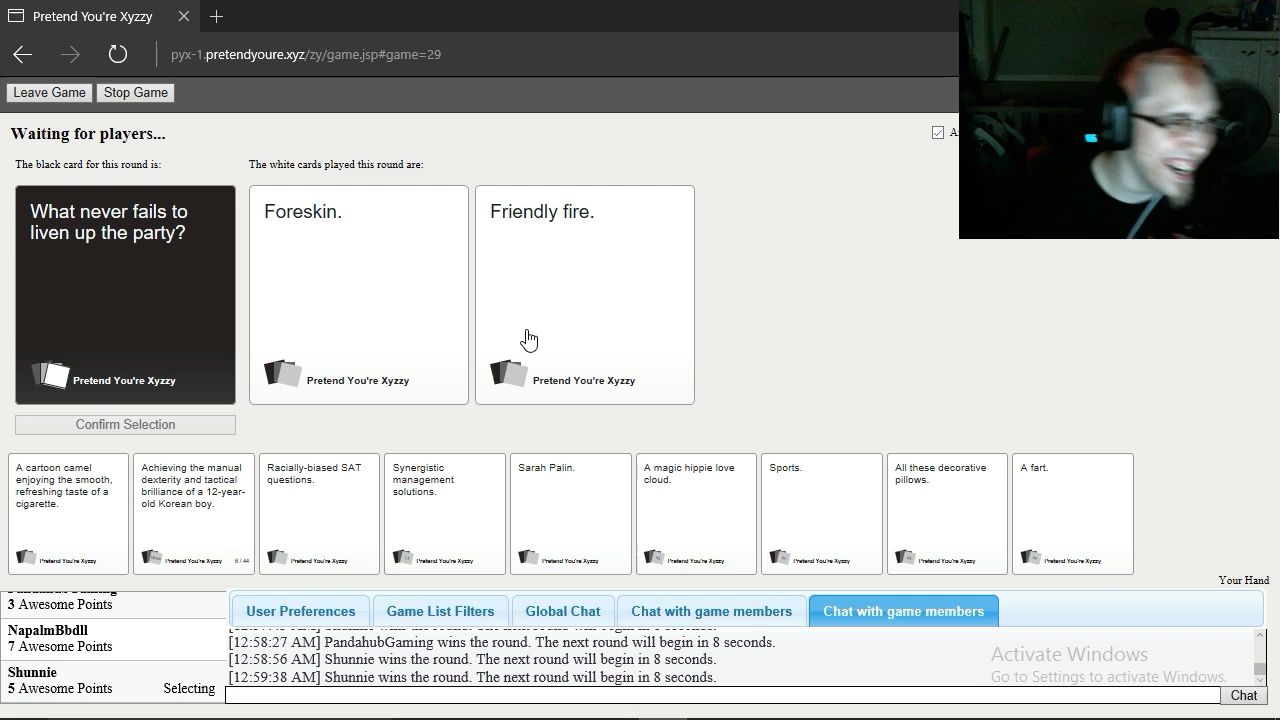 Pretend You're Xyzzy
pyx-1.pretendyoure.xyz/zy/game.jsp#game=29
Leave Game
Stop Game
Waiting for players...
The black card for this round is:
The white cards played this round are:
What never fails to
liven up the party?
Pretend You're Xyzzy
Foreskin.
Pretend You're Xyzzy
Friendly fire.
Pretend You're Xyzzy
Confirm Selection
A cartoon camel
enjoying the smooth,
refreshing taste of a
cigarette.
Pretend You're Xyzzy
Achieving the manual
dexterity and tactical
brilliance of a 12-year-
old Korean boy.
Pretend You're Xyzzy
6 / 44
Racially-biased SAT
questions.
Pretend You're Xyzzy
Synergistic
management
solutions.
Pretend You're Xyzzy
Sarah Palin.
Pretend You're Xyzzy
A magic hippie love
cloud.
Pretend You're Xyzzy
Sports.
Pretend You're Xyzzy
All these decorative
pillows.
Pretend You're Xyzzy
A fart.
Pretend You're Xyzzy
Your Hand
3 Awesome Points
NapalmBbdll
7 Awesome Points
Shunnie
5 Awesome Points
Selecting
User Preferences
Game List Filters
Global Chat
Chat with game members
Chat with game members
[12:58:27 AM] PandahubGaming wins the round. The next round will begin in 8 seconds.
[12:58:56 AM] Shunnie wins the round. The next round will begin in 8 seconds.
[12:59:38 AM] Shunnie wins the round. The next round will begin in 8 seconds.
Activate Windows
Go to Settings to activate Windows.
Chat